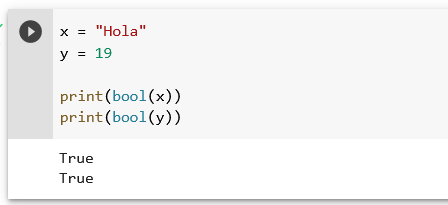 x = "Hola"
y = 19
print(bool(x))
print(bool(y))
True
True